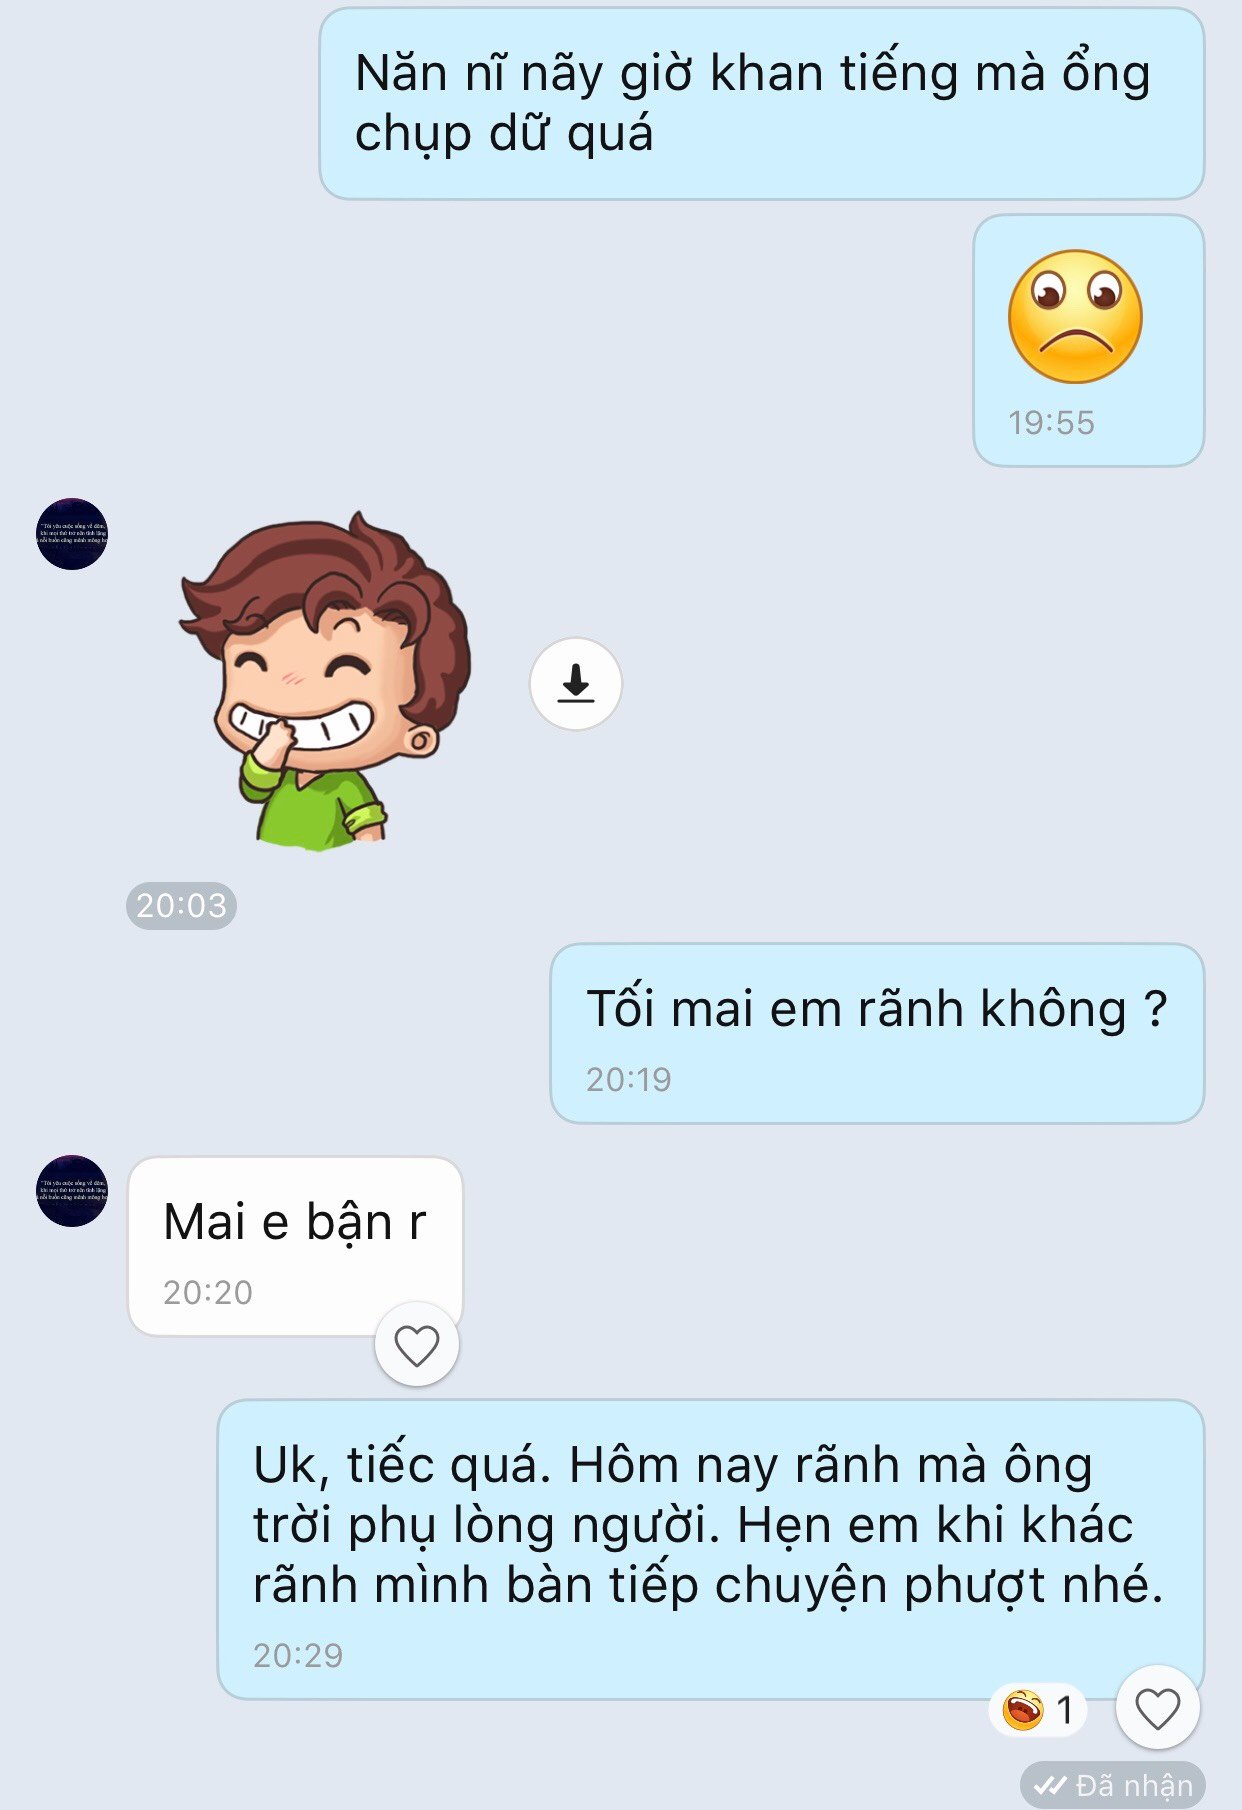 Năn nĩ nãy giờ khan tiếng mà ổng
chụp dữ quá
19:55
20:03
Tối mai em rãnh không ?
20:19
Mai e bận r
20:20
Uk, tiếc quá. Hôm nay rãnh mà ông
trời phụ lòng người. Hẹn em khi khác
rãnh mình bàn tiếp chuyện phượt nhé.
20:29
1
Đã nhận